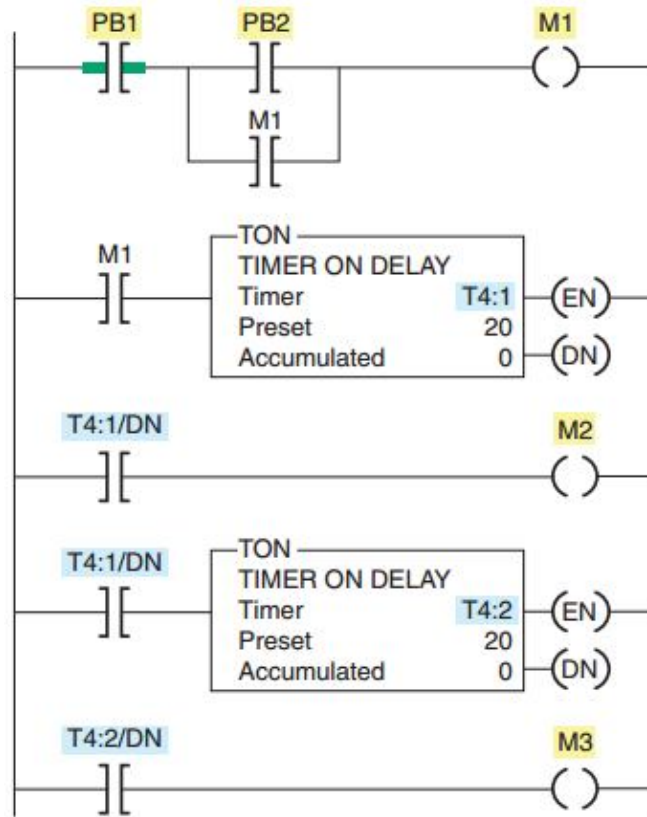 PB1 PB2 M1
M1
M1
TON
TIMER ON DELAY
Timer T4:1 EN
Preset 20
Accumulated 0 DN
T4:1/DN M2
T4:1/DN
TON
TIMER ON DELAY
Timer T4:2 EN
Preset 20
Accumulated 0 DN
T4:2/DN M3